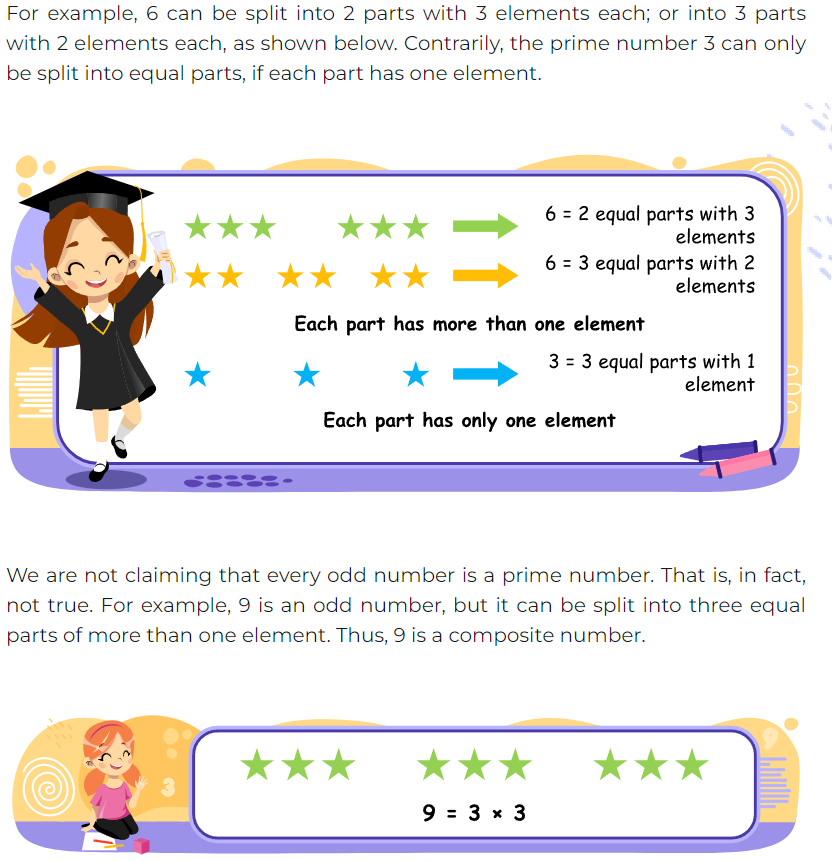 For example, 6 can be split into 2 parts with 3 elements each; or into 3 parts
with 2 elements each, as shown below. Contrarily, the prime number 3 can only
be split into equal parts, if each part has one element.
6 = 2 equal parts with 3
elements
6 = 3 equal parts with 2
elements
Each part has more than one element
3 = 3 equal parts with 1
element
Each part has only one element
We are not claiming that every odd number is a prime number. That is, in fact,
not true. For example, 9 is an odd number, but it can be split into three equal
parts of more than one element. Thus, 9 is a composite number.
3
9
9 = 3 × 3